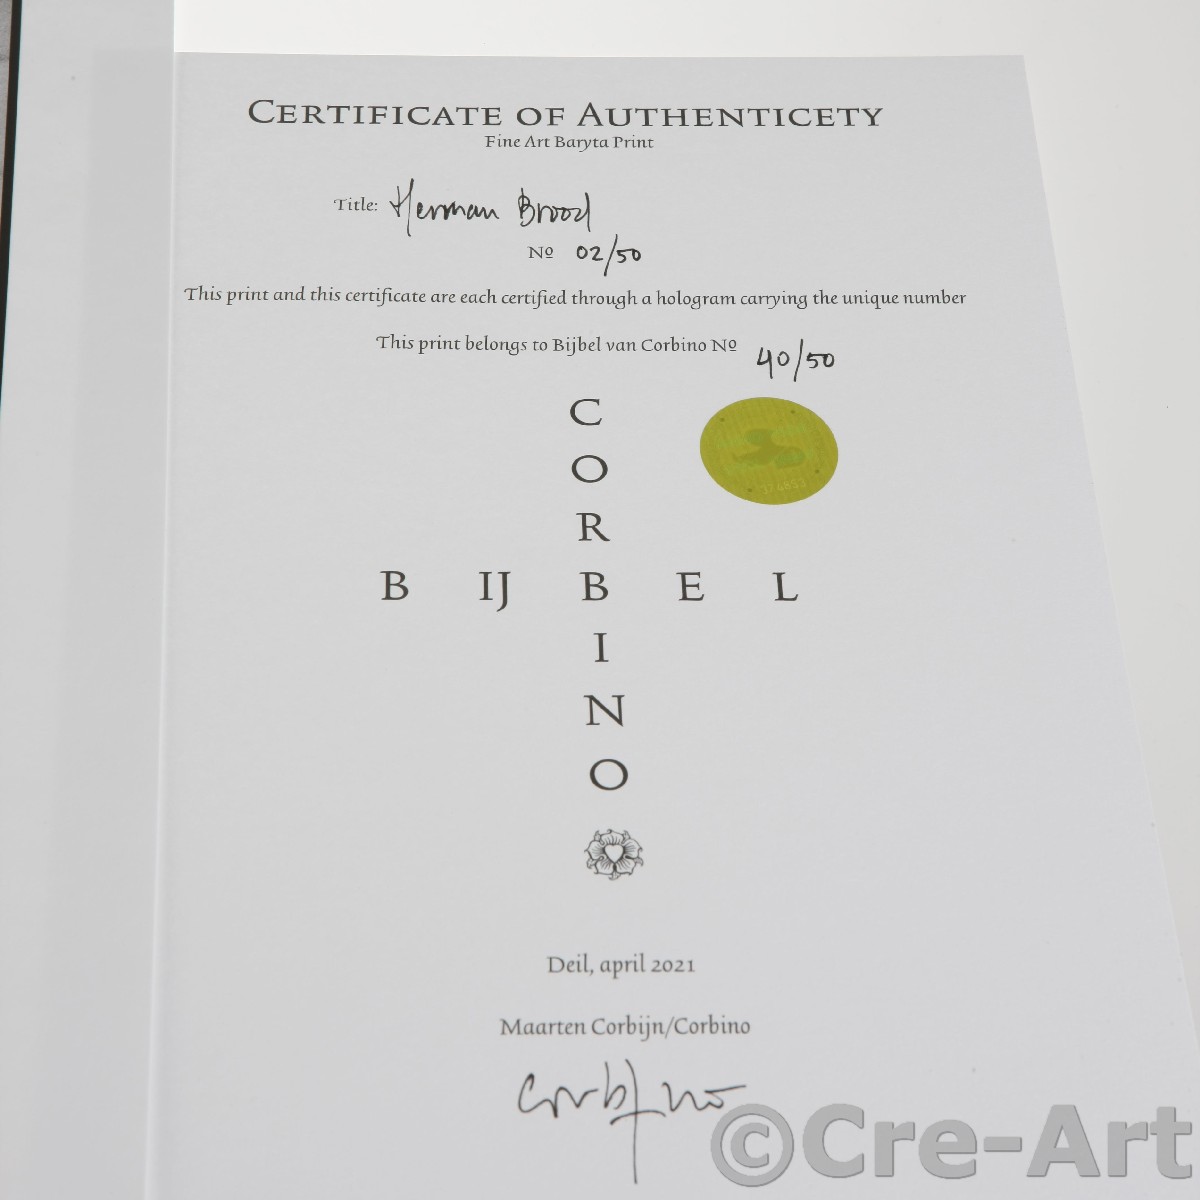 CERTIFICATE OF AUTHENTICETY
Fine Art Baryta Print
Title: Herman Brood
Nº 02/50
This print and this certificate are each certified through a hologram carrying the unique number
This print belongs to Bijbel van Corbino Nº 40/50
C
O
R
B IJ B E L
I
N
O
Deil, april 2021
Maarten Corbijn/Corbino
Corbino
©Cre-Art